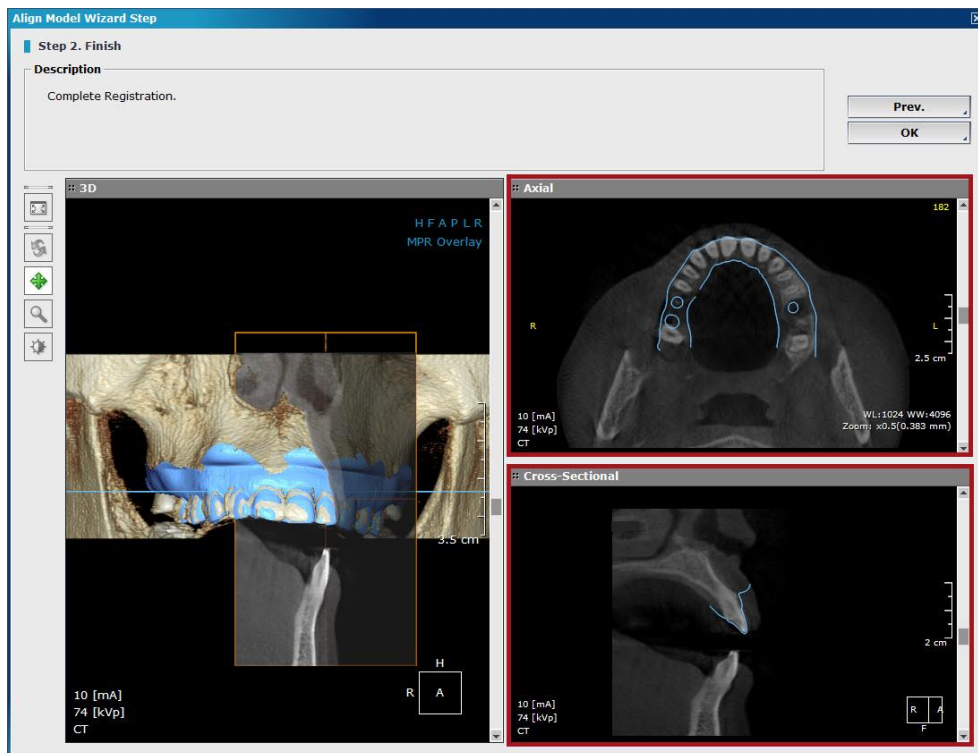 Align Model Wizard Step
Step 2. Finish
Description
Complete Registration.
Prev.
OK
3D
H F A P L R
MPR Overlay
3.5 cm
H
R
A
10 [mA]
74 [kVp]
CT
Axial
182
R
L
2.5 cm
10 [mA]
74 [kVp]
CT
WL:1024 WW:4096
Zoom: x0.5(0.383 mm)
Cross-Sectional
2 cm
10 [mA]
74 [kVp]
CT
R A
F